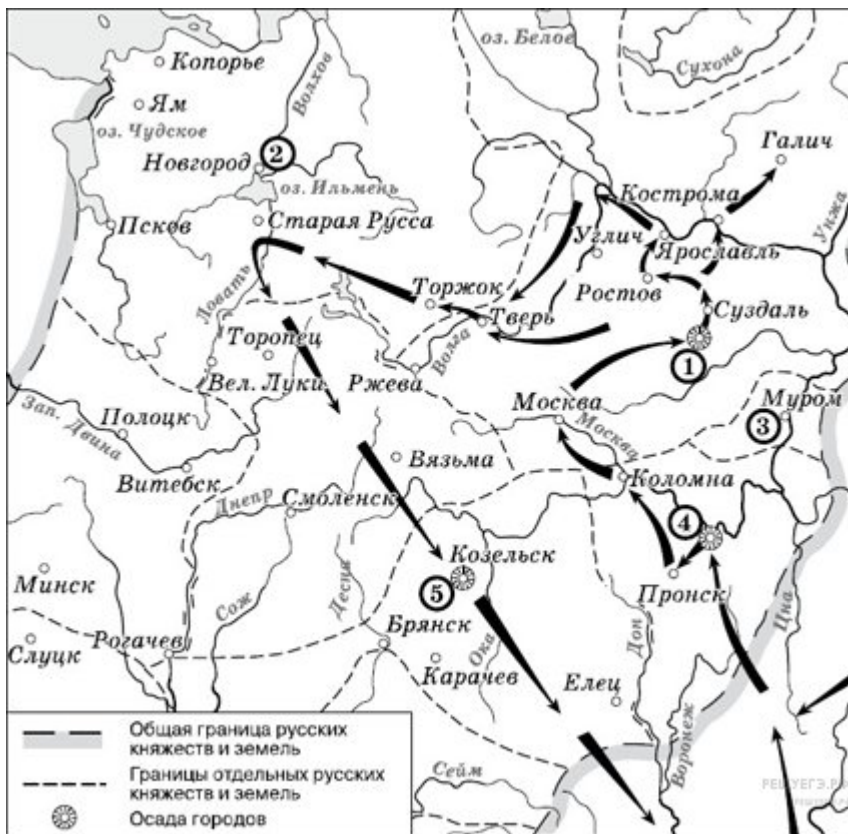 оз. Белое
Сухона
Копорье
Волхов
Ям
оз. Чудское
Галич
Новгород
2
оз. Ильмень
Кострома
Унжа
Старая Русса
Псков
Углич
Ярославль
Ловать
Торжок
Ростов
Тверь
Суздаль
Торопец
Волга
1
Вел. Луки
Ржева
Москва
Муром
Зап. Двина
Полоцк
Москва
3
Витебск
Вязьма
Коломна
Днепр
Смоленск
4
Козельск
Минск
Сож
Десна
5
Пронск
Цна
Слуцк
Рогачев
Брянск
Ока
Дон
Карачев
Елец
Воронеж
Сейм
Общая граница русских
княжеств и земель
Границы отдельных русских
княжеств и земель
Осада городов